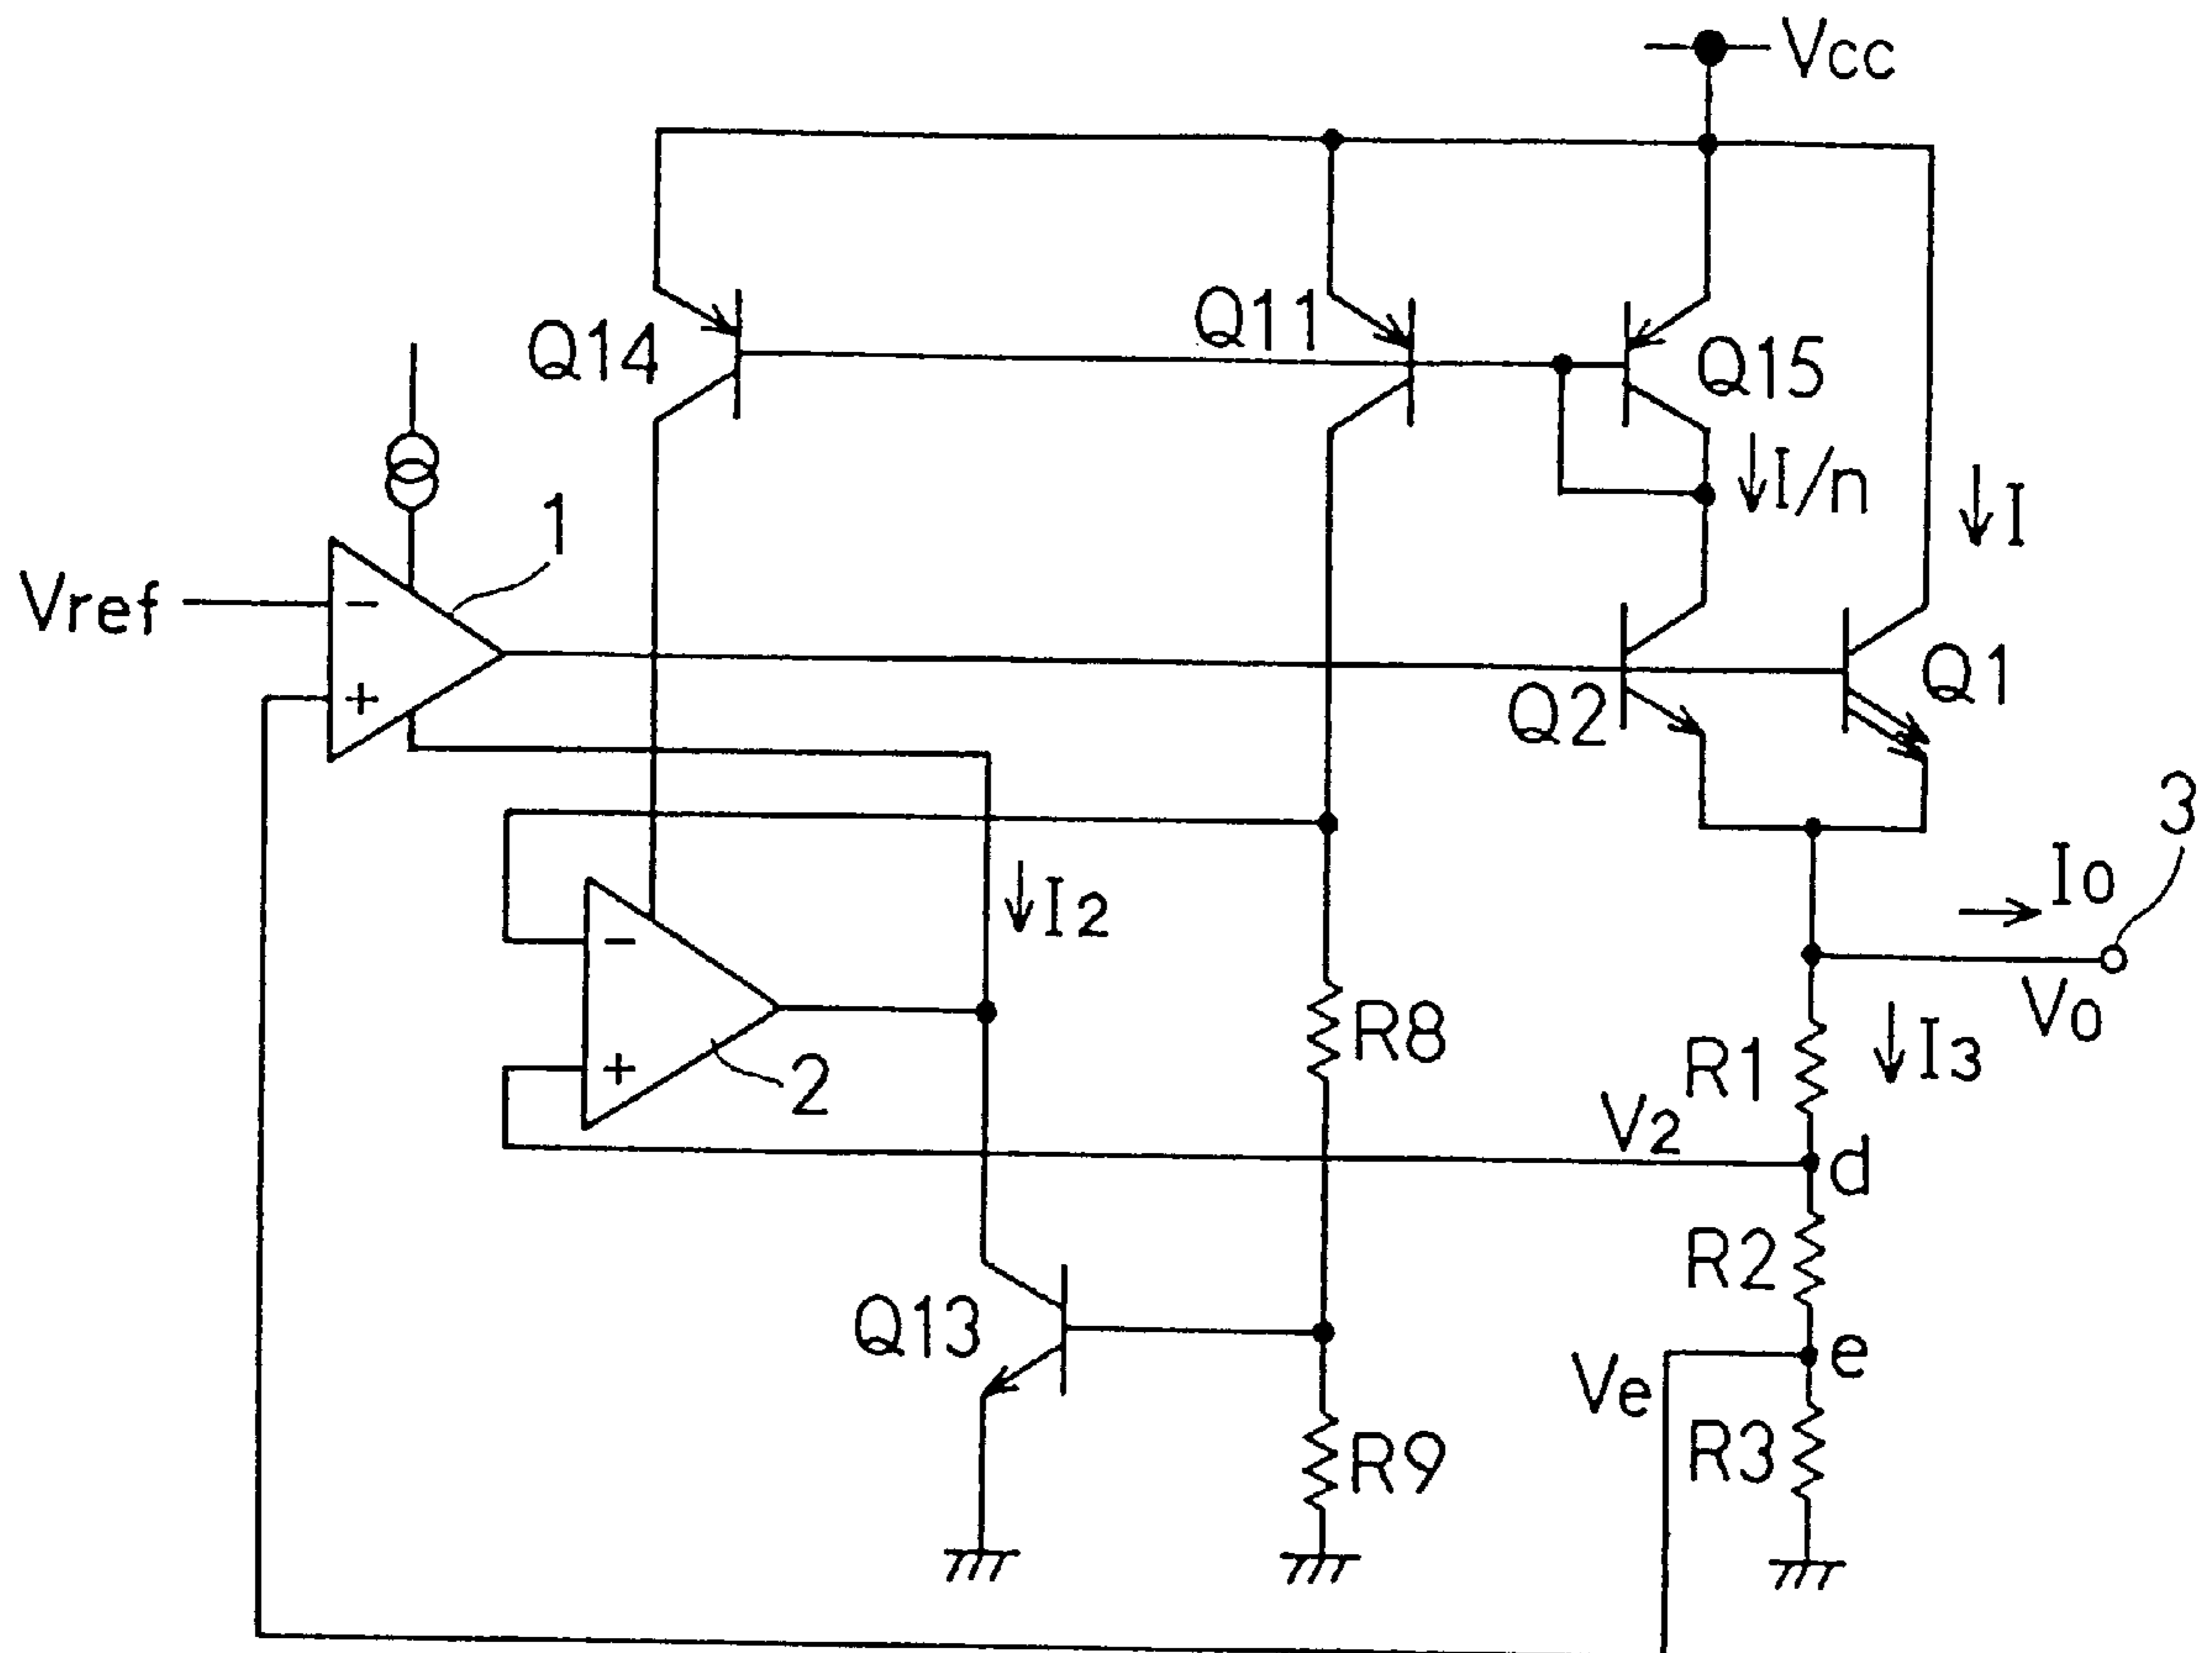 Vcc
Q14
Q11
Q15
I/n
I
1
Vref
−
+
Q2
Q1
3
Io
I2
−
Vo
R8
R1
I3
+
2
V2
d
R2
Q13
e
Ve
R9
R3